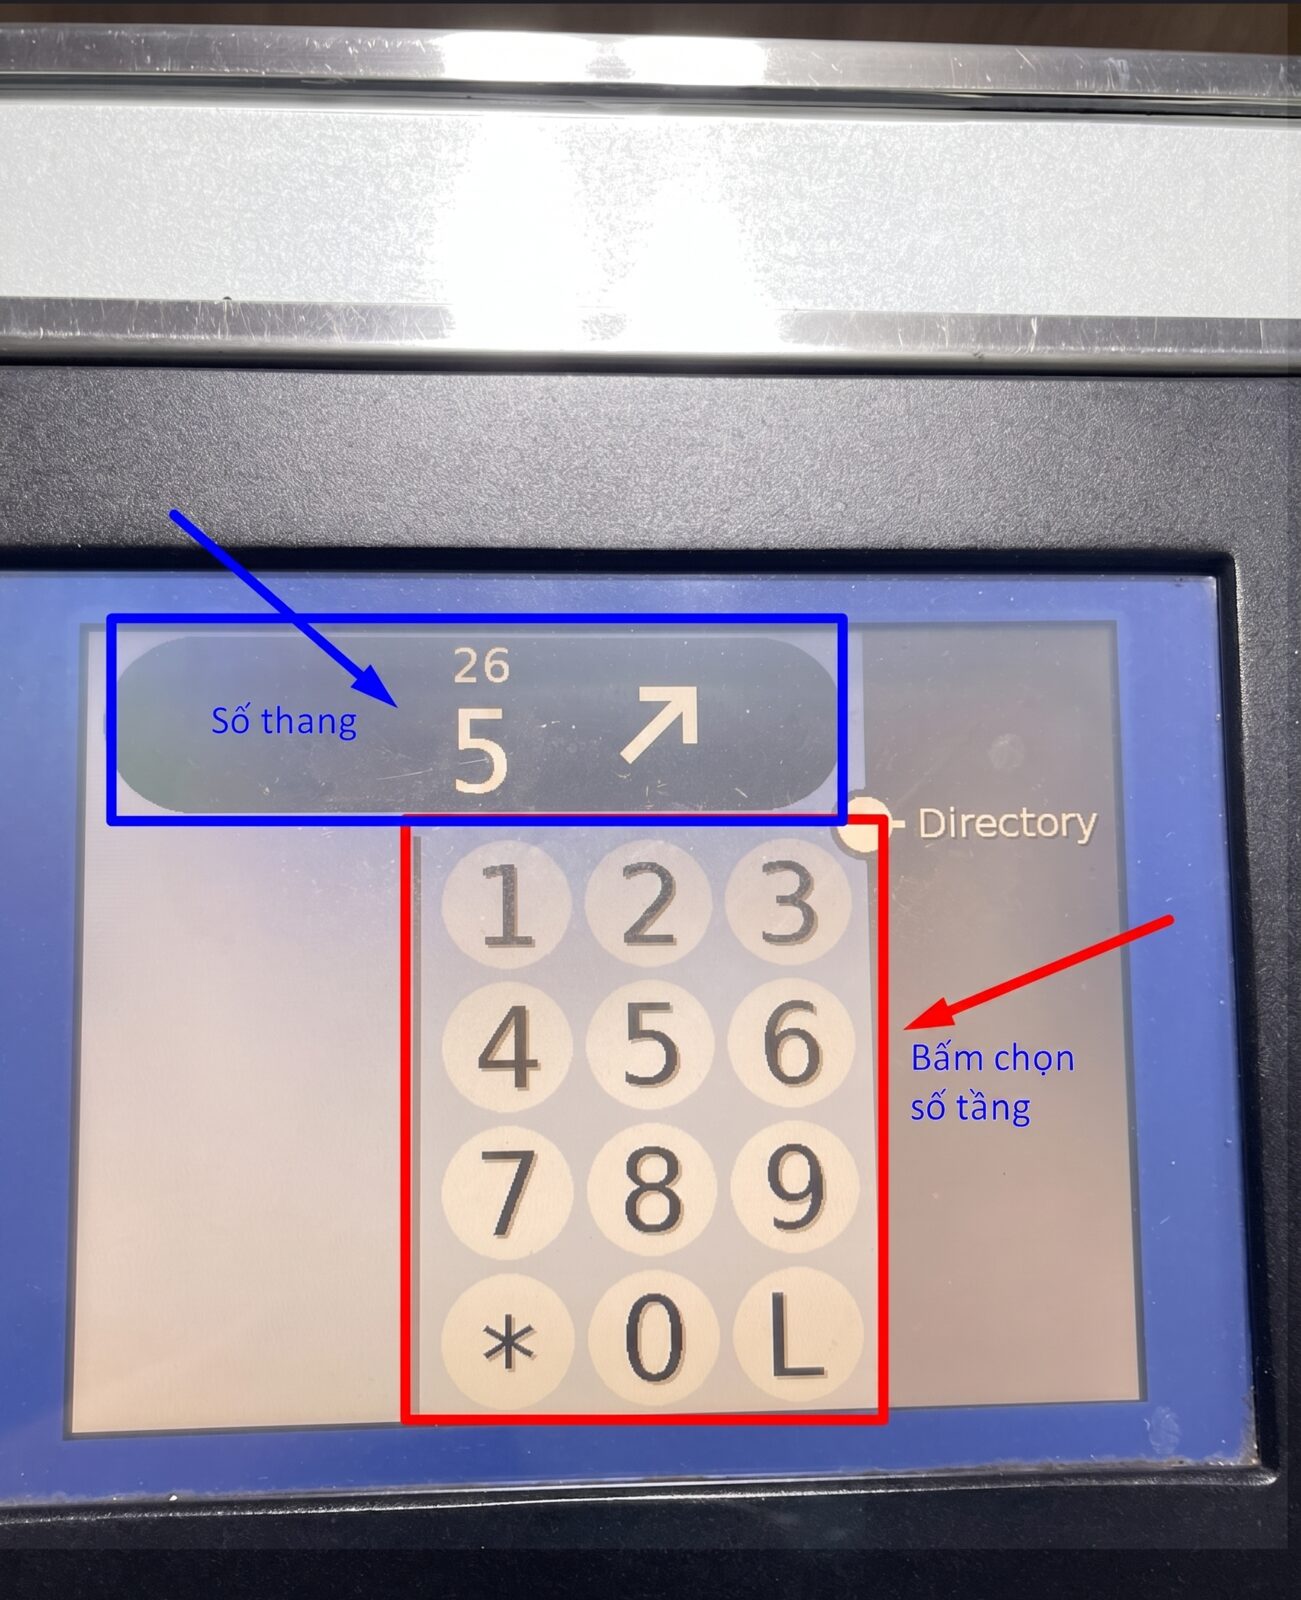 26
Số thang
5
Directory
1 2 3
4 5 6
Bấm chọn
số tầng
7 8 9
* 0 L